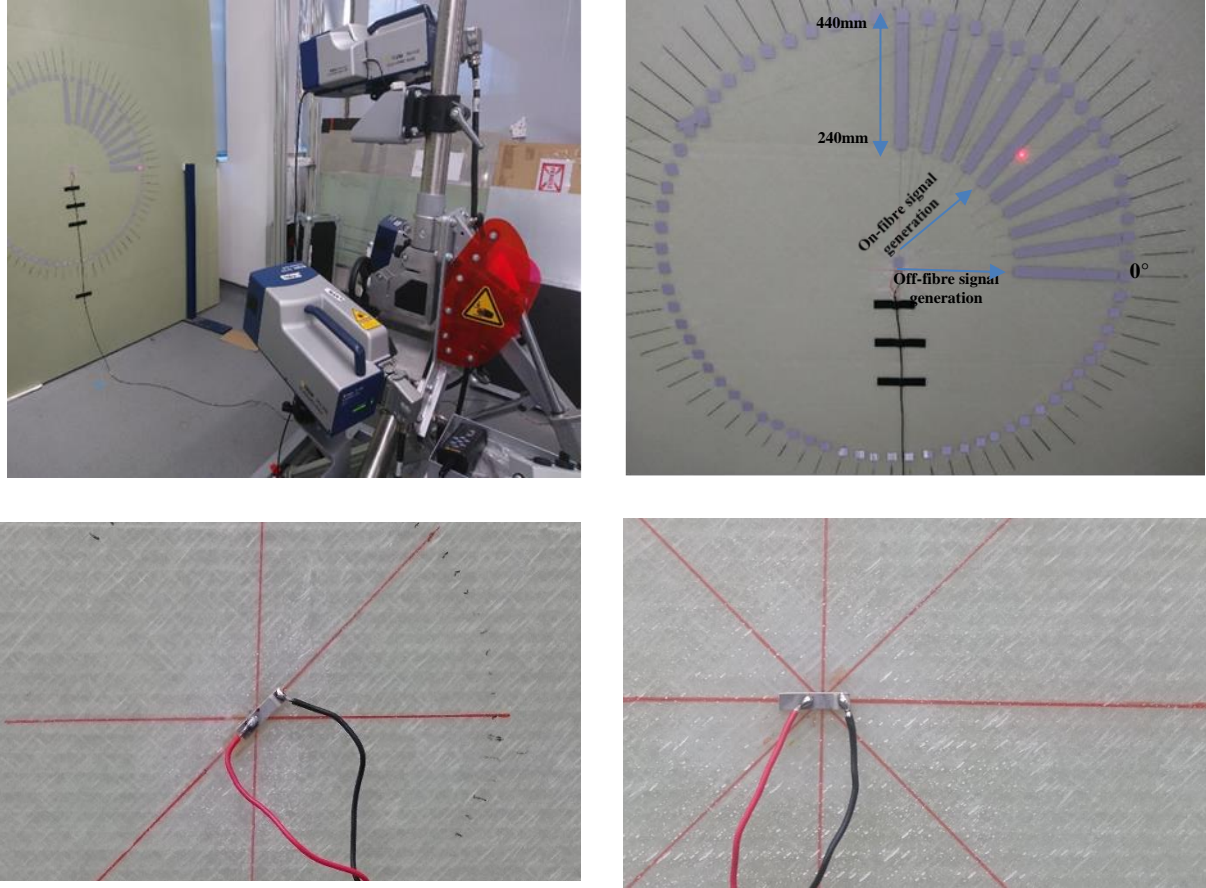 440mm
240mm
On-fibre signal
generation
Off-fibre signal
generation
0°